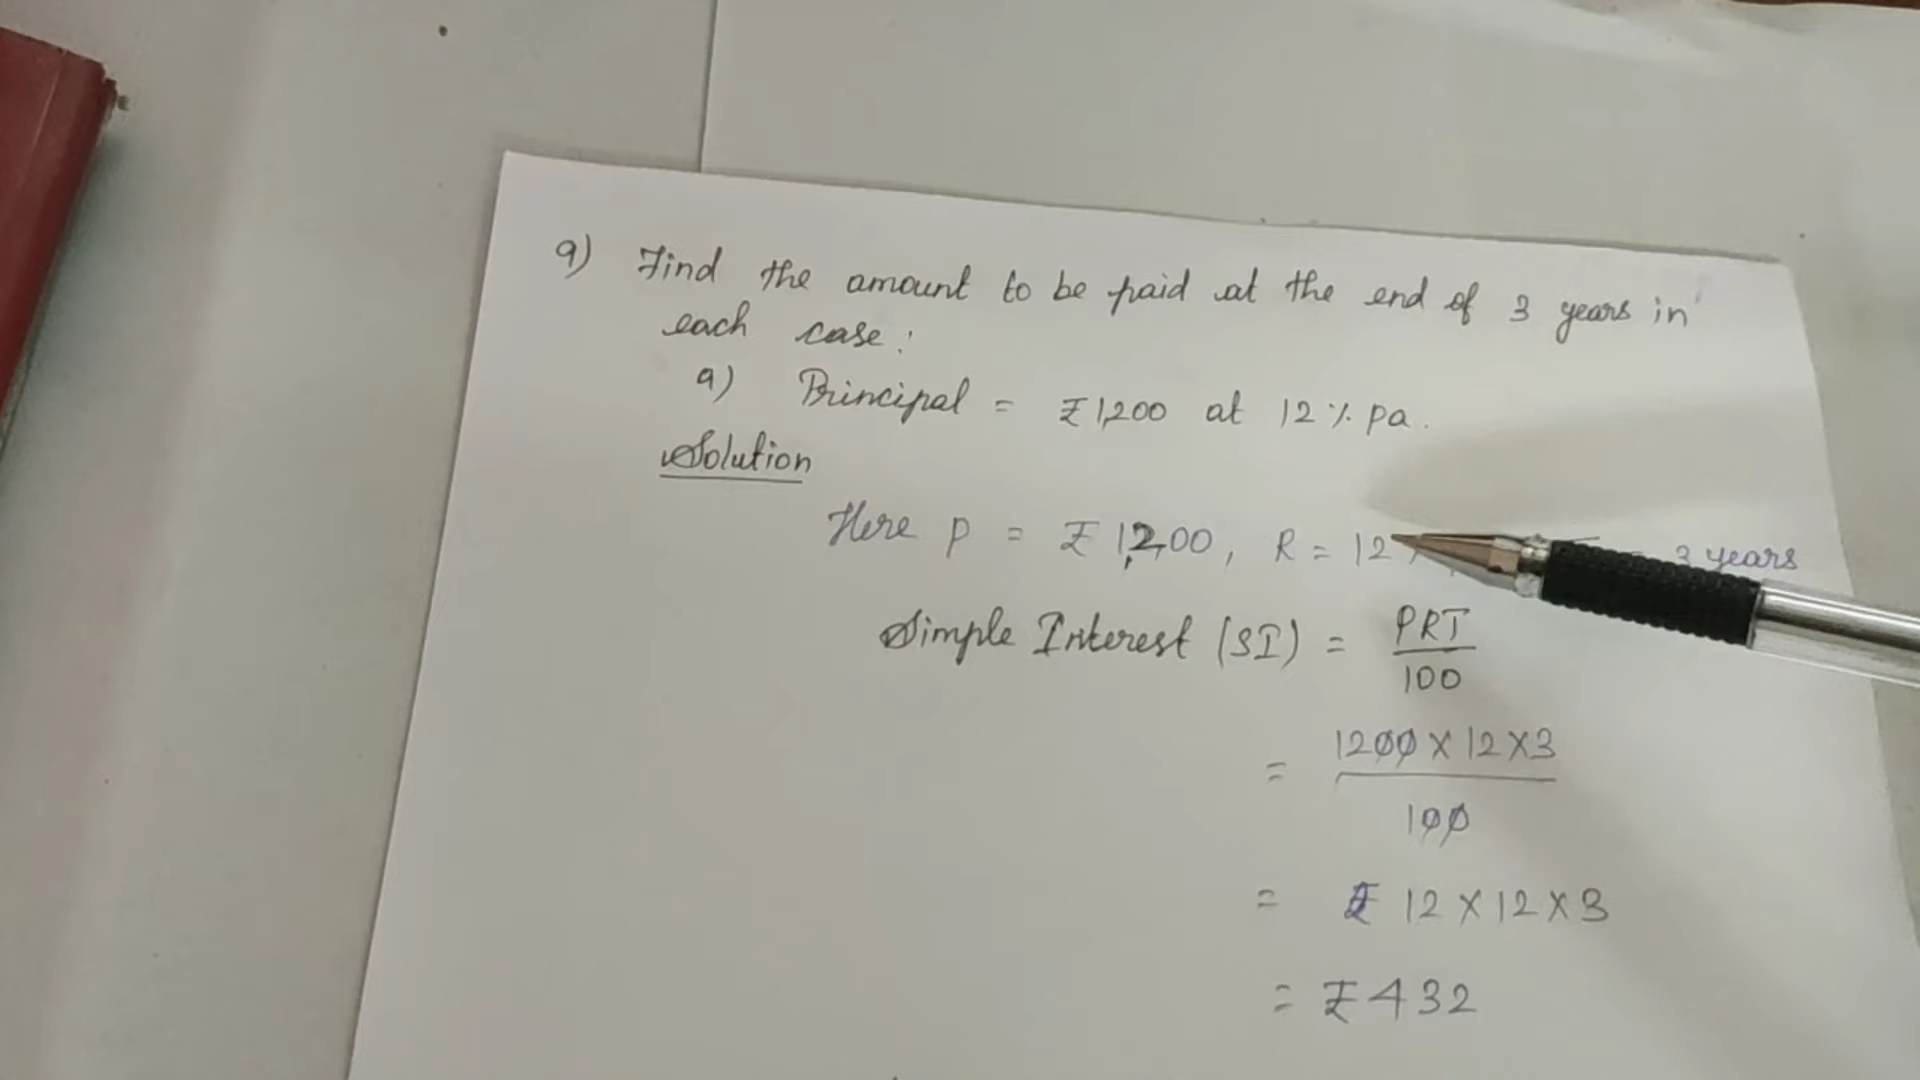 9) Find the amount to be paid at the end of 3 years in
each case:
a) Principal = ₹1,200 at 12% pa.
Solution
Here P = ₹1,200, R = 12 3 years
Simple Interest (SI) = PRT
100
= 1200 X 12 X 3
100
= ₹ 12 X 12 X 3
= ₹432